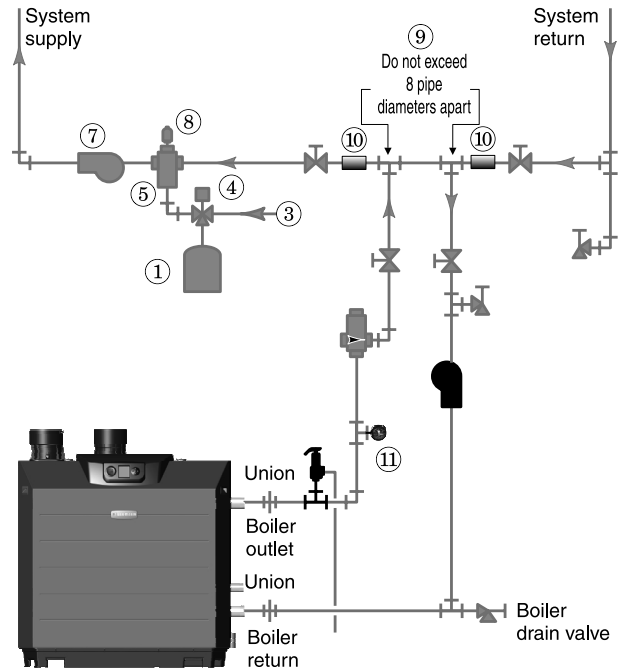 System
supply
System
return
⑨
Do not exceed
8 pipe
diameters apart
⑦
⑧
⑩
⑩
⑤
④
③
①
⑪
Union
Boiler
outlet
Union
Boiler
return
Boiler
drain valve